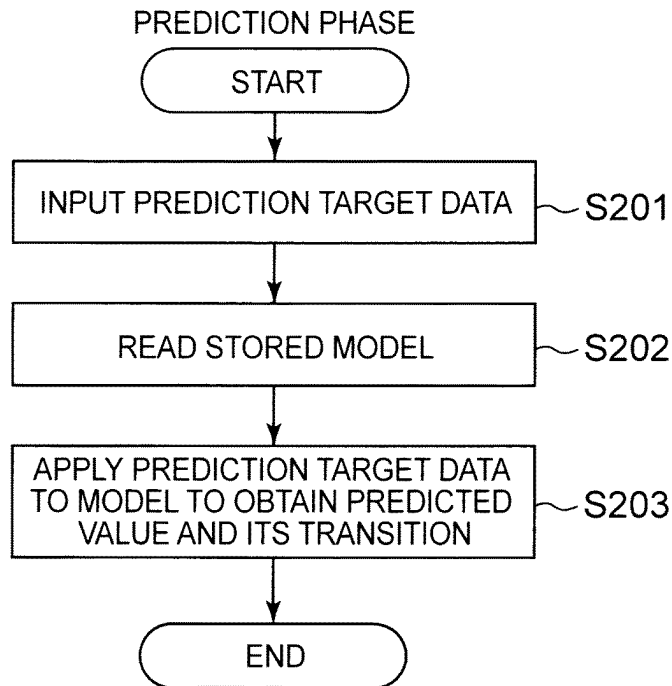 PREDICTION PHASE
START
INPUT PREDICTION TARGET DATA
S201
READ STORED MODEL
S202
APPLY PREDICTION TARGET DATA
TO MODEL TO OBTAIN PREDICTED
VALUE AND ITS TRANSITION
S203
END